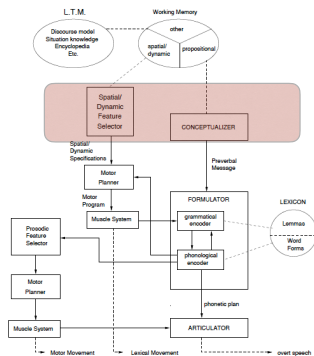 L.T.M.
Working Memory
Discourse model
Situation knowledge
Encyclopedia
Etc.
other
spatial/
dynamic
propositional
Spatial/
Dynamic
Feature
Selector
CONCEPTUALIZER
Spatial/
Dynamic
Specifications
Preverbal
Message
Motor
Planner
Motor
Program
FORMULATOR
LEXICON
Muscle System
grammatical
encoder
Lemmas
Word
Forms
Prosodic
Feature
Selector
phonological
encoder
Motor
Planner
phonetic plan
Muscle System
ARTICULATOR
Motor Movement
Lexical Movement
overt speech